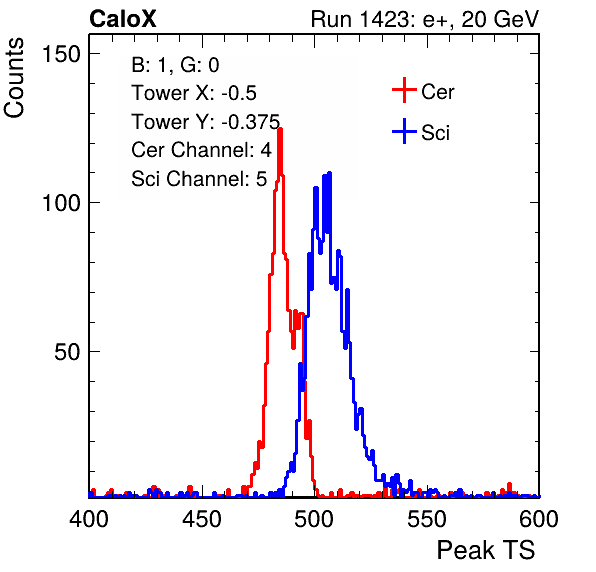 CaloX Run 1423: e+, 20 GeV
Counts
150
100
50
B: 1, G: 0
Tower X: -0.5
Tower Y: -0.375
Cer Channel: 4
Sci Channel: 5
Cer
Sci
400 450 500 550 600
Peak TS